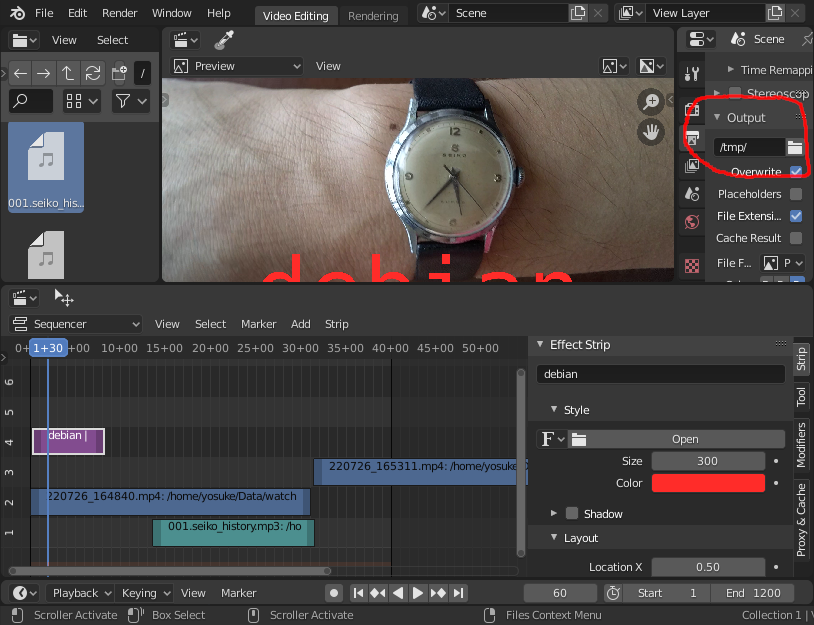 File Edit Render Window Help Video Editing Rendering Scene View Layer
View Select Preview View Scene
Time Remappi
Stereoscop
Output
/tmp/
Overwrite
Placeholders
File Extensi...
Cache Result
File F... P
/
001.seiko_his...
12
SEIKO
debian
Sequencer View Select Marker Add Strip
0+ 1+30 +00 10+00 15+00 20+00 25+00 30+00 35+00 40+00 45+00 50+00
6
5
4 debian |
3 220726_165311.mp4: /home/yosuke/D
2 220726_164840.mp4: /home/yosuke/Data/watch
1 001.seiko_history.mp3: /ho
Effect Strip
debian
Style
F Open
Size 300
Color
Shadow
Layout
Location X 0.50
Strip
Tool
Modifiers
Proxy & Cache
Playback Keying View Marker 60 Start 1 End 1200
Scroller Activate Box Select Scroller Activate Files Context Menu Collection 1 |